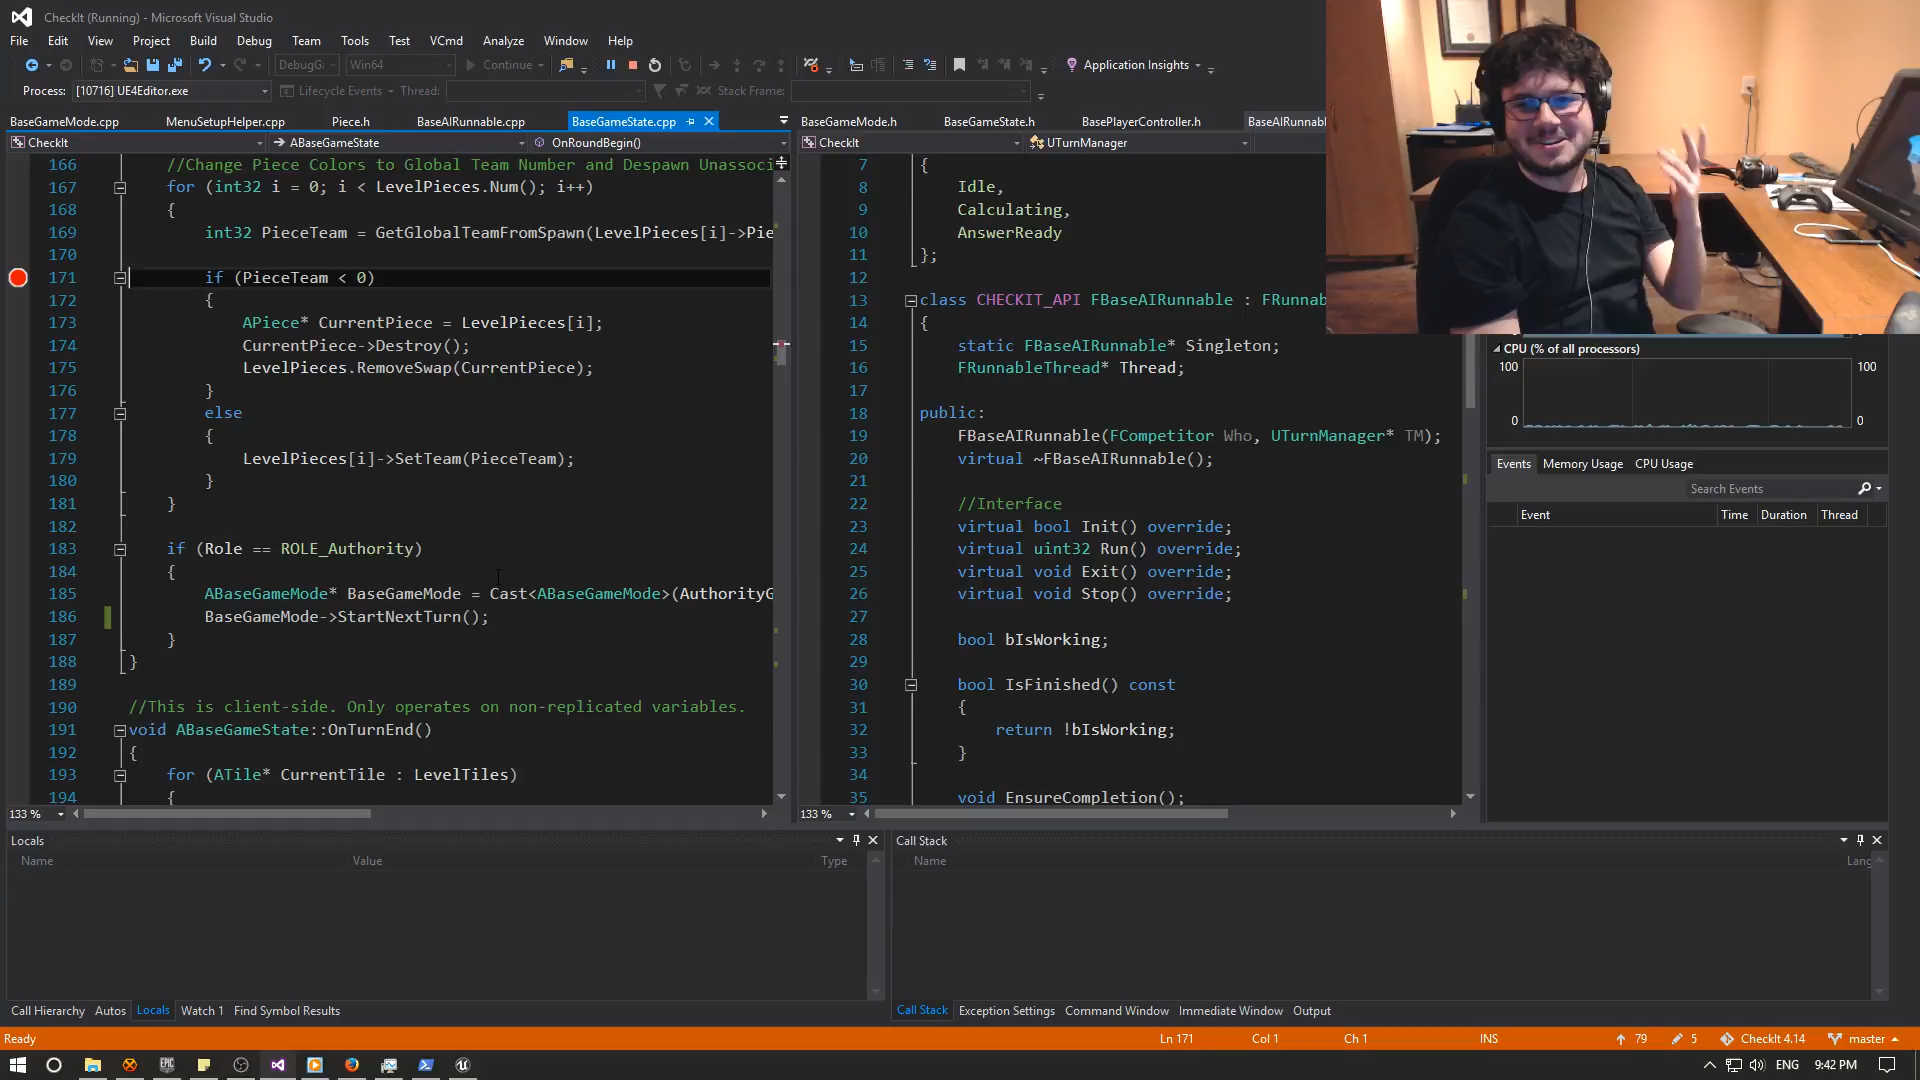 CheckIt (Running) - Microsoft Visual Studio
File Edit View Project Build Debug Team Tools Test VCmd Analyze Window Help
DebugG Win64 Continue Application Insights
Process: [10716] UE4Editor.exe Lifecycle Events Thread: Stack Frame:
BaseGameMode.cpp MenuSetupHelper.cpp Piece.h BaseAIRunnable.cpp BaseGameState.cpp
CheckIt ABaseGameState OnRoundBegin()
166 //Change Piece Colors to Global Team Number and Despawn Unassoci
167 for (int32 i = 0; i < LevelPieces.Num(); i++)
168 {
169 int32 PieceTeam = GetGlobalTeamFromSpawn(LevelPieces[i]->Pie
170
171 if (PieceTeam < 0)
172 {
173 APiece* CurrentPiece = LevelPieces[i];
174 CurrentPiece->Destroy();
175 LevelPieces.RemoveSwap(CurrentPiece);
176 }
177 else
178 {
179 LevelPieces[i]->SetTeam(PieceTeam);
180 }
181 }
182
183 if (Role == ROLE_Authority)
184 {
185 ABaseGameMode* BaseGameMode = Cast<ABaseGameMode>(AuthorityG
186 BaseGameMode->StartNextTurn();
187 }
188 }
189
190 //This is client-side. Only operates on non-replicated variables.
191 void ABaseGameState::OnTurnEnd()
192 {
193 for (ATile* CurrentTile : LevelTiles)
194 {
133 %
BaseGameMode.h BaseGameState.h BasePlayerController.h BaseAIRunnabl
CheckIt UTurnManager
7 {
8 Idle,
9 Calculating,
10 AnswerReady
11 };
12
13 class CHECKIT_API FBaseAIRunnable : FRunna
14 {
15 static FBaseAIRunnable* Singleton;
16 FRunnableThread* Thread;
17
18 public:
19 FBaseAIRunnable(FCompetitor Who, UTurnManager* TM);
20 virtual ~FBaseAIRunnable();
21
22 //Interface
23 virtual bool Init() override;
24 virtual uint32 Run() override;
25 virtual void Exit() override;
26 virtual void Stop() override;
27
28 bool bIsWorking;
29
30 bool IsFinished() const
31 {
32 return !bIsWorking;
33 }
34
35 void EnsureCompletion();
133 %
CPU (% of all processors)
100 100
0 0
Events Memory Usage CPU Usage
Search Events
Event Time Duration Thread
Locals
Name Value Type
Call Hierarchy Autos Locals Watch 1 Find Symbol Results
Call Stack
Name Lang
Call Stack Exception Settings Command Window Immediate Window Output
Ready Ln 171 Col 1 Ch 1 INS 79 5 CheckIt 4.14 master
EPIC ENG 9:42 PM